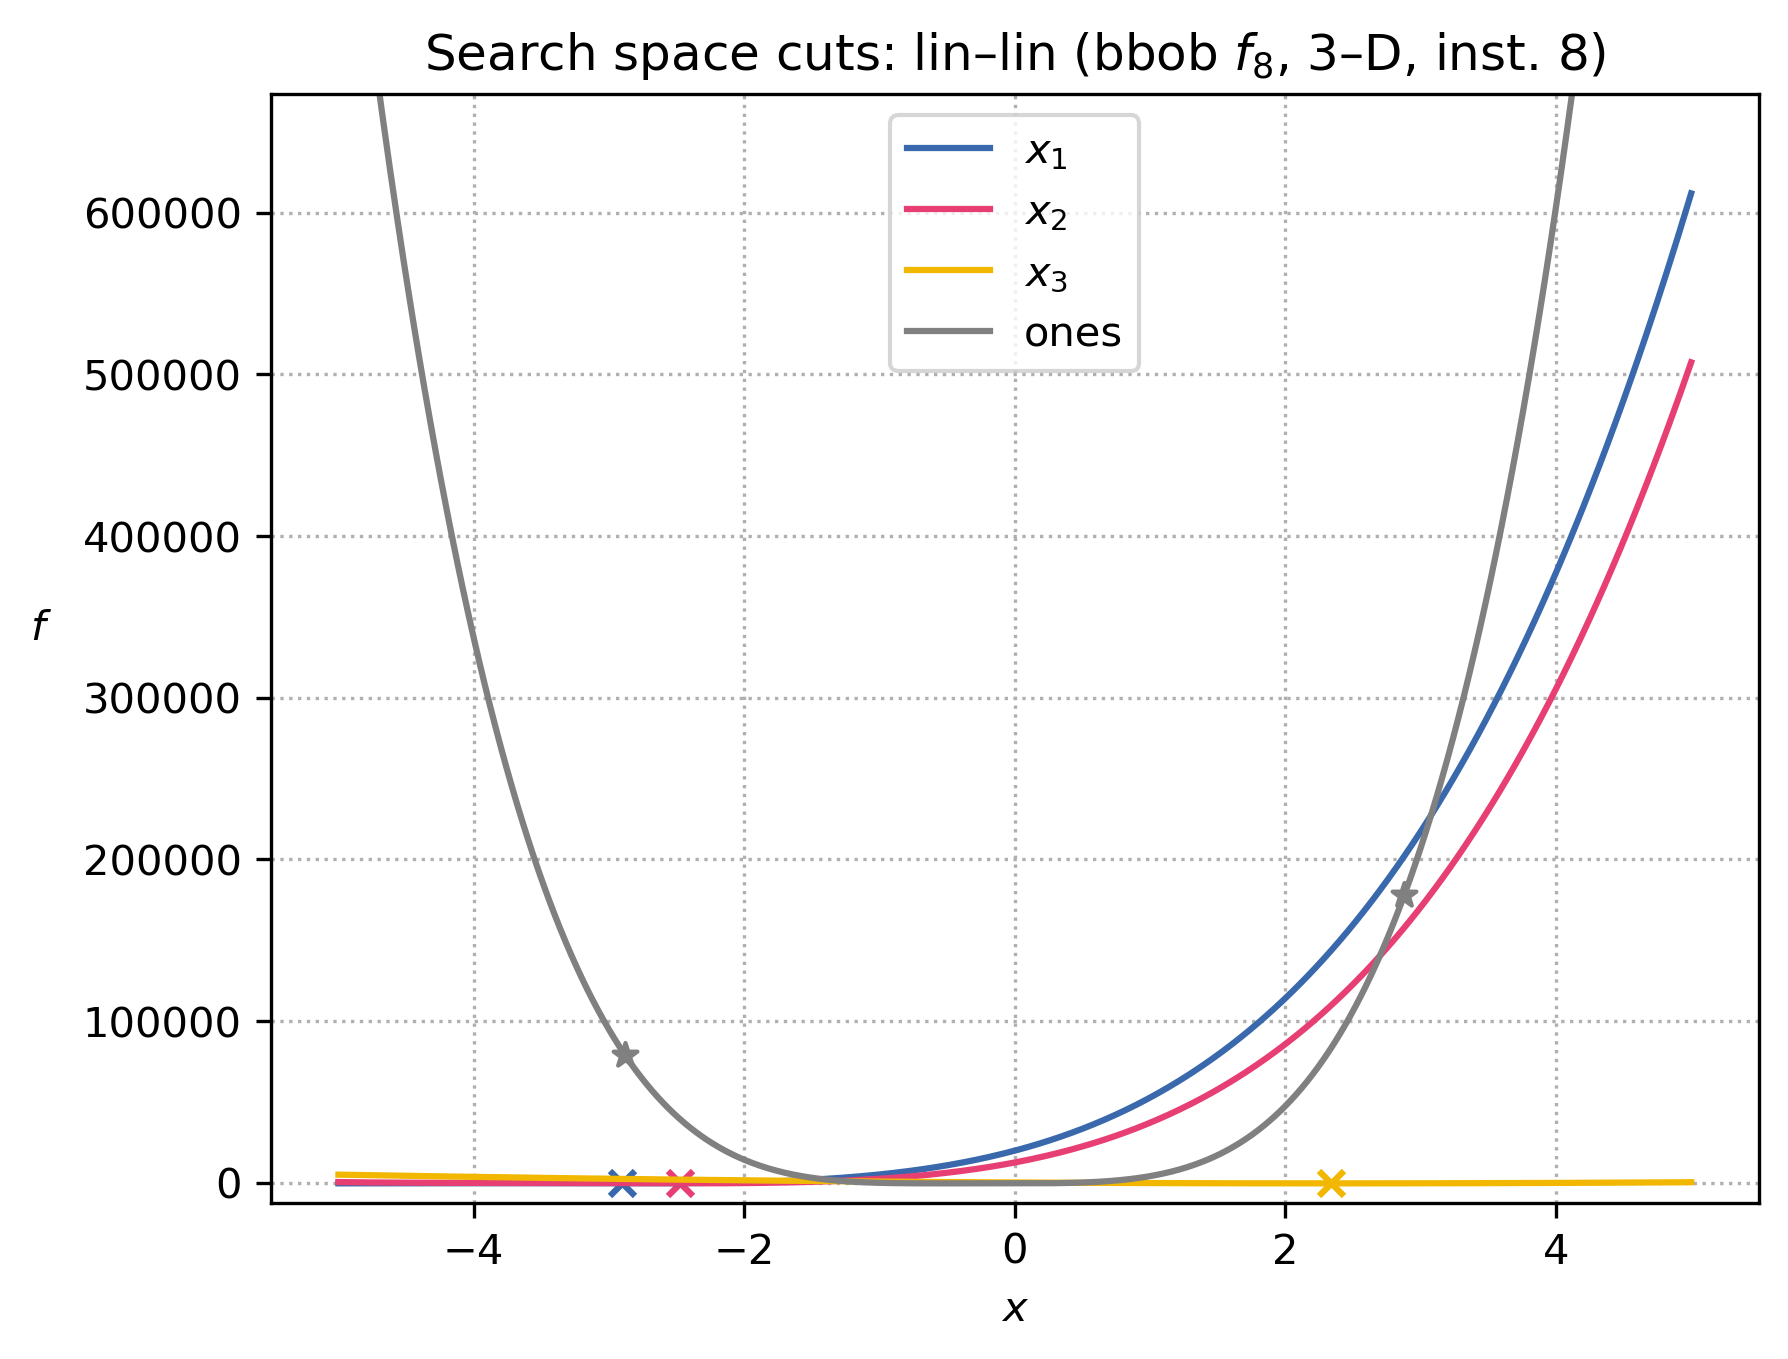 Search space cuts: lin–lin (bbob f₈, 3–D, inst. 8)
x₁
x₂
x₃
ones
600000
500000
400000
300000
200000
100000
0
f
−4
−2
0
2
4
x